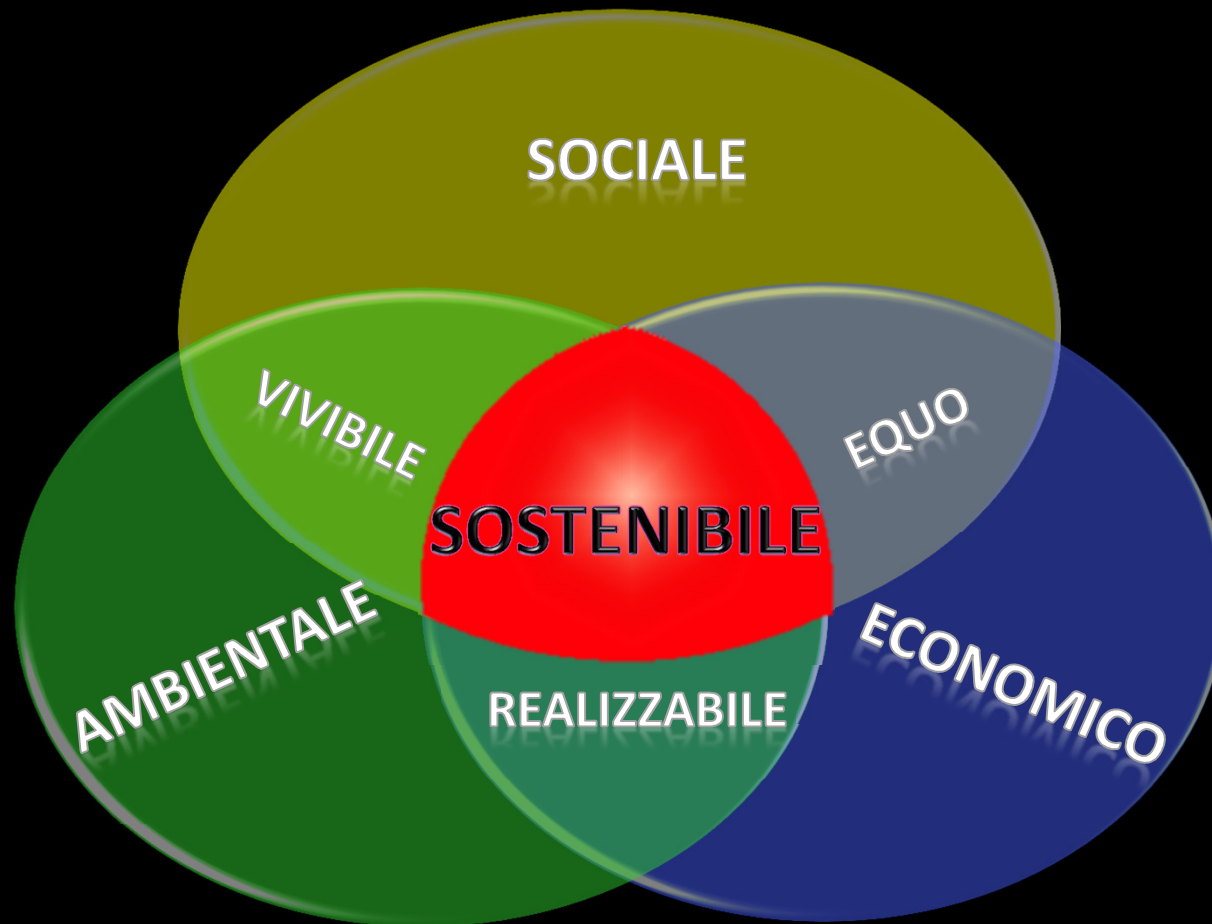 SOCIALE
VIVIBILE
EQUO
SOSTENIBILE
AMBIENTALE
ECONOMICO
REALIZZABILE